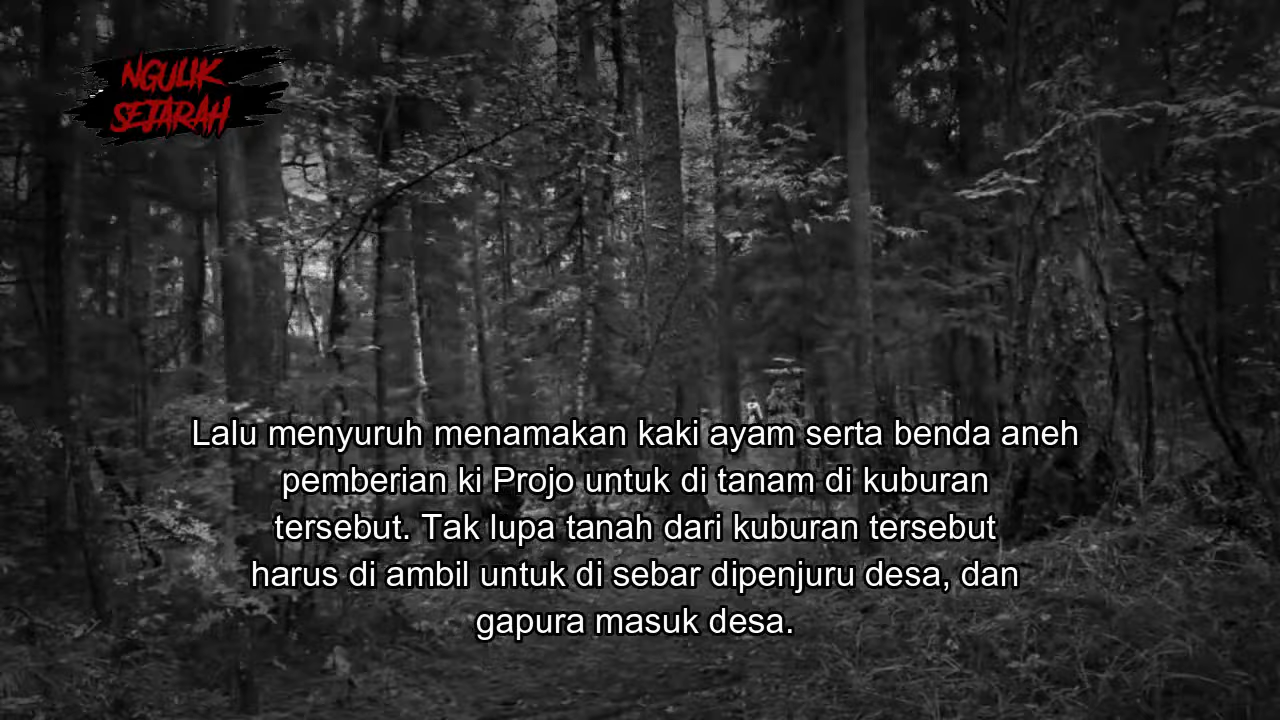 NGULIK
SEJARAH
Lalu menyuruh menamakan kaki ayam serta benda aneh
pemberian ki Projo untuk di tanam di kuburan
tersebut. Tak lupa tanah dari kuburan tersebut
harus di ambil untuk di sebar dipenjuru desa, dan
gapura masuk desa.